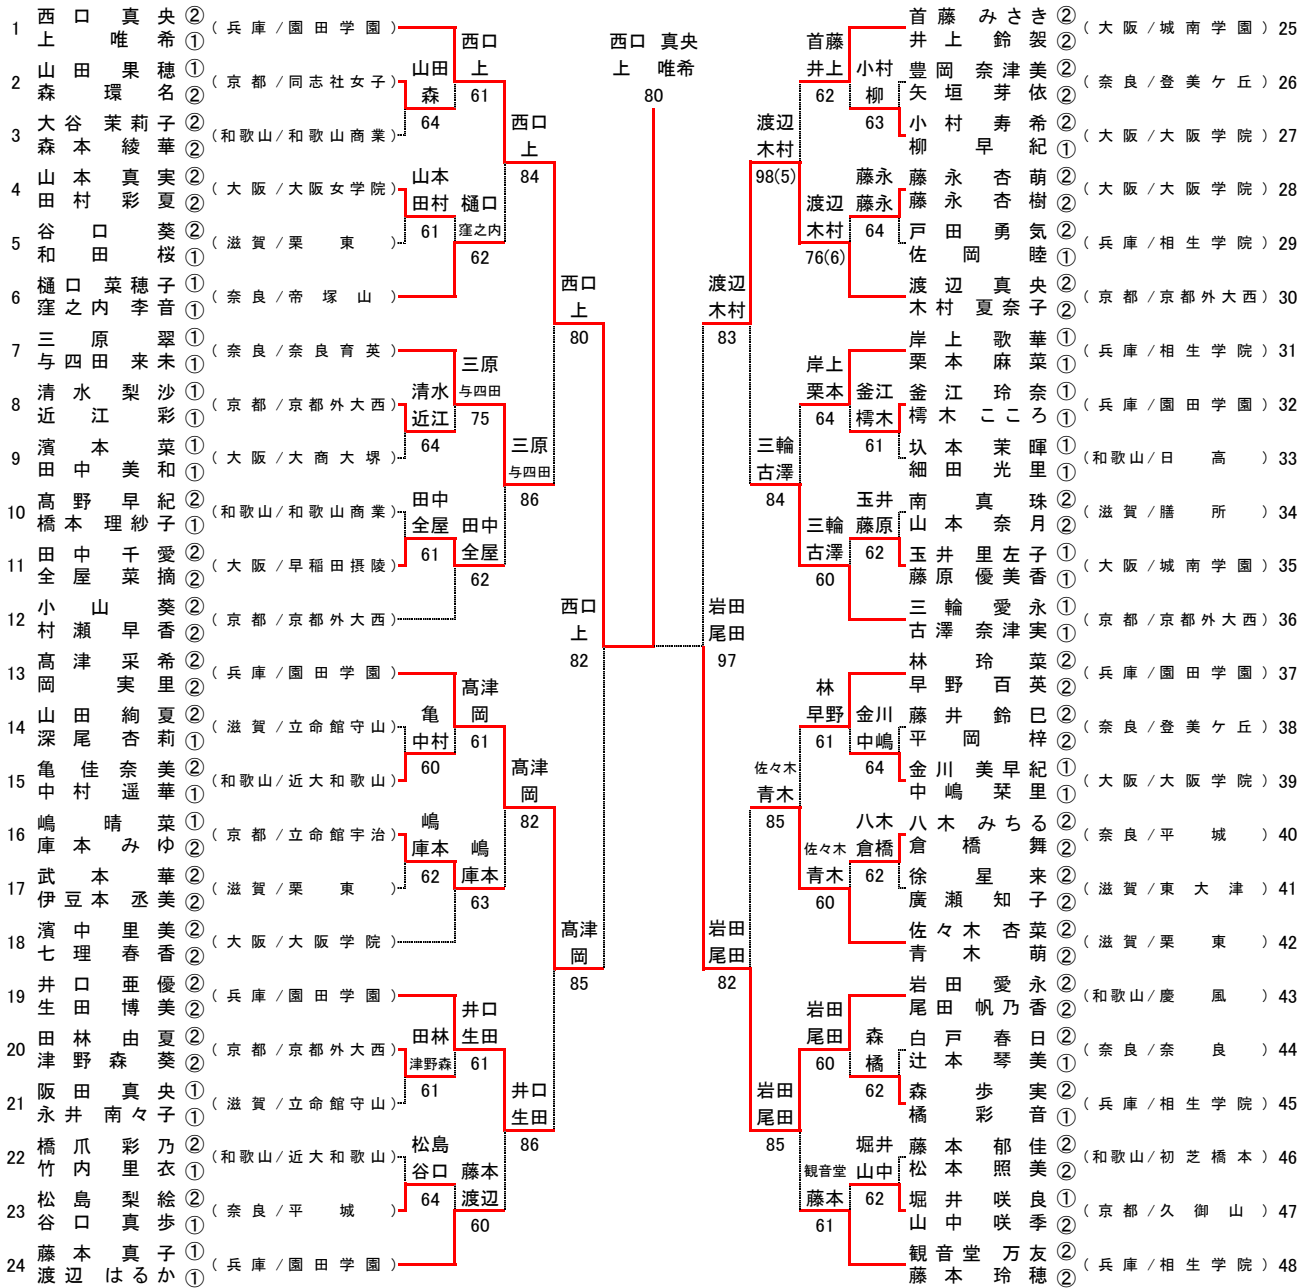 1 西口 真央 ② (兵庫/園田学園)
上 唯希 ①
2 山田 果穂 ① (京都/同志社女子)
森 環名 ②
3 大谷 茉莉子 ② (和歌山/和歌山商業)
森本 綾華 ②
4 山本 真実 ② (大阪/大阪女学院)
田村 彩夏 ②
5 谷口 葵 ② (滋賀/栗東)
和田 桜 ①
6 樋口 菜穂子 ① (奈良/帝塚山)
窪之内 李音 ①
7 三原 翠 ① (奈良/奈良育英)
与四田 来未 ①
8 清水 梨沙 ① (京都/京都外大西)
近江 彩 ①
9 濱本 菜 ① (大阪/大商大堺)
田中 美和 ①
10 髙野 早紀 ② (和歌山/和歌山商業)
橋本 理紗子 ①
11 田中 千愛 ② (大阪/早稲田摂陵)
全屋 菜摘 ②
12 小山 葵 ② (京都/京都外大西)
村瀬 早香 ②
13 髙津 采希 ② (兵庫/園田学園)
岡 実里 ②
14 山田 絢夏 ② (滋賀/立命館守山)
深尾 杏莉 ①
15 亀 佳奈美 ② (和歌山/近大和歌山)
中村 遥華 ①
16 嶋 晴菜 ① (京都/立命館宇治)
庫本 みゆ ②
17 武本 華 ② (滋賀/栗東)
伊豆本 丞美 ②
18 濱中 里美 ② (大阪/大阪学院)
七理 春香 ②
19 井口 亜優 ② (兵庫/園田学園)
生田 博美 ②
20 田林 由夏 ② (京都/京都外大西)
津野森 葵 ②
21 阪田 真央 ① (滋賀/立命館守山)
永井 南々子 ①
22 橋爪 彩乃 ② (和歌山/近大和歌山)
竹内 里衣 ①
23 松島 梨絵 ② (奈良/平城)
谷口 真歩 ①
24 藤本 真子 ① (兵庫/園田学園)
渡辺 はるか ①
山田
森
64
山本
田村
61
清水
近江
64
田中
全屋
61
亀
中村
60
嶋
庫本
62
田林
津野森
61
松島
谷口
64
西口
上
61
樋口
窪之内
62
三原
与四田
75
田中
全屋
62
髙津
岡
61
嶋
庫本
63
井口
生田
61
藤本
渡辺
60
西口
上
84
三原
与四田
86
髙津
岡
82
井口
生田
86
西口
上
80
髙津
岡
85
西口
上
82
西口 真央
上 唯希
80
岩田
尾田
97
渡辺
木村
83
岩田
尾田
82
渡辺
木村
98(5)
三輪
古澤
84
佐々木
青木
85
岩田
尾田
85
首藤
井上
62
渡辺
木村
76(6)
岸上
栗本
64
三輪
古澤
60
林
早野
61
佐々木
青木
60
岩田
尾田
60
観音堂
藤本
61
小村
柳
63
藤永
藤永
64
釜江
樗木
61
玉井
藤原
62
金川
中嶋
64
八木
倉橋
62
森
橘
62
堀井
山中
62
首藤 みさき ② (大阪/城南学園) 25
井上 鈴袈 ②
豊岡 奈津美 ② (奈良/登美ケ丘) 26
矢垣 芽依 ②
小村 寿希 ② (大阪/大阪学院) 27
柳 早紀 ①
藤永 杏萌 ② (大阪/大阪学院) 28
藤永 杏樹 ②
戸田 勇気 ② (兵庫/相生学院) 29
佐岡 睦 ①
渡辺 真央 ② (京都/京都外大西) 30
木村 夏奈子 ②
岸上 歌華 ① (兵庫/相生学院) 31
栗本 麻菜 ①
釜江 玲奈 ① (兵庫/園田学園) 32
樗木 こころ ①
圦本 茉暉 ① (和歌山/日高) 33
細田 光里 ①
南 真珠 ② (滋賀/膳所) 34
山本 奈月 ②
玉井 里左子 ① (大阪/城南学園) 35
藤原 優美香 ①
三輪 愛永 ① (京都/京都外大西) 36
古澤 奈津実 ①
林 玲菜 ② (兵庫/園田学園) 37
早野 百英 ②
藤井 鈴巳 ② (奈良/登美ケ丘) 38
平岡 梓 ②
金川 美早紀 ① (大阪/大阪学院) 39
中嶋 栞里 ①
八木 みちる ② (奈良/平城) 40
倉橋 舞 ②
徐 星来 ② (滋賀/東大津) 41
廣瀬 知子 ②
佐々木 杏菜 ② (滋賀/栗東) 42
青木 萌 ②
岩田 愛永 ② (和歌山/慶風) 43
尾田 帆乃香 ②
白戸 春日 ② (奈良/奈良) 44
辻本 琴美 ①
森 歩実 ② (兵庫/相生学院) 45
橘 彩音 ①
藤本 郁佳 ② (和歌山/初芝橋本) 46
松本 照美 ②
堀井 咲良 ① (京都/久御山) 47
山中 咲季 ②
観音堂 万友 ② (兵庫/相生学院) 48
藤本 玲穂 ②